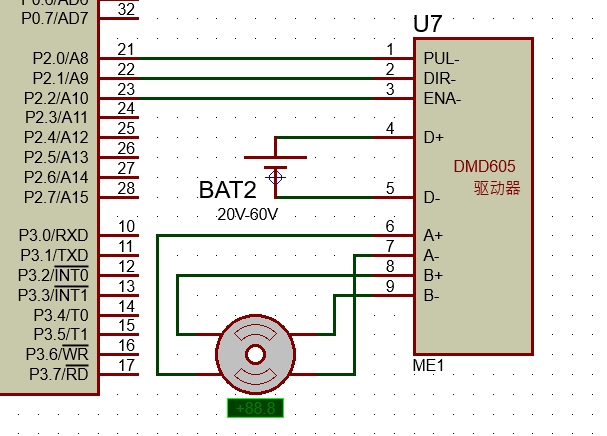 P0.6/AD6
P0.7/AD7 32
U7
P2.0/A8 21 1 PUL-
P2.1/A9 22 2 DIR-
P2.2/A10 23 3 ENA-
P2.3/A11 24
P2.4/A12 25 4 D+
P2.5/A13 26
P2.6/A14 27
P2.7/A15 28 5 D-
DMD605
驱动器
BAT2
20V-60V
P3.0/RXD 10 6 A+
P3.1/TXD 11 7 A-
P3.2/INT0 12 8 B+
P3.3/INT1 13 9 B-
P3.4/T0 14
P3.5/T1 15
P3.6/WR 16
P3.7/RD 17
ME1
+88.8